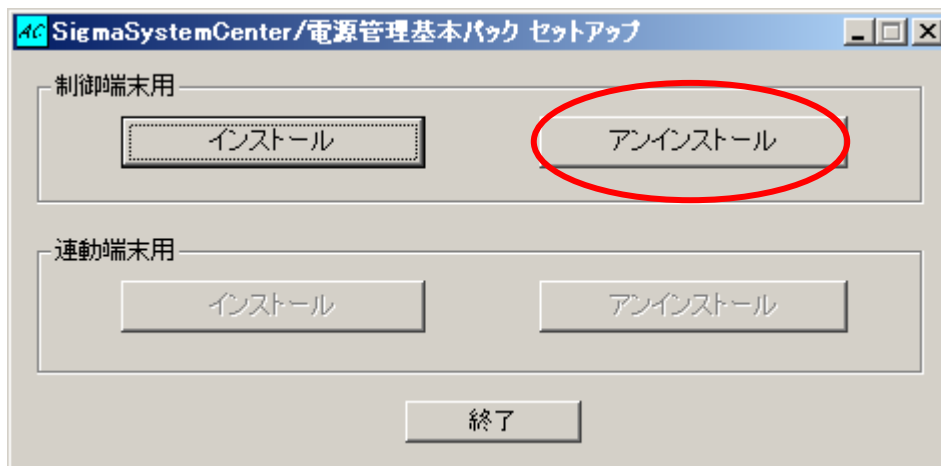 AC SigmaSystemCenter/電源管理基本パック セットアップ
制御端末用
インストール アンインストール
連動端末用
インストール アンインストール
終了